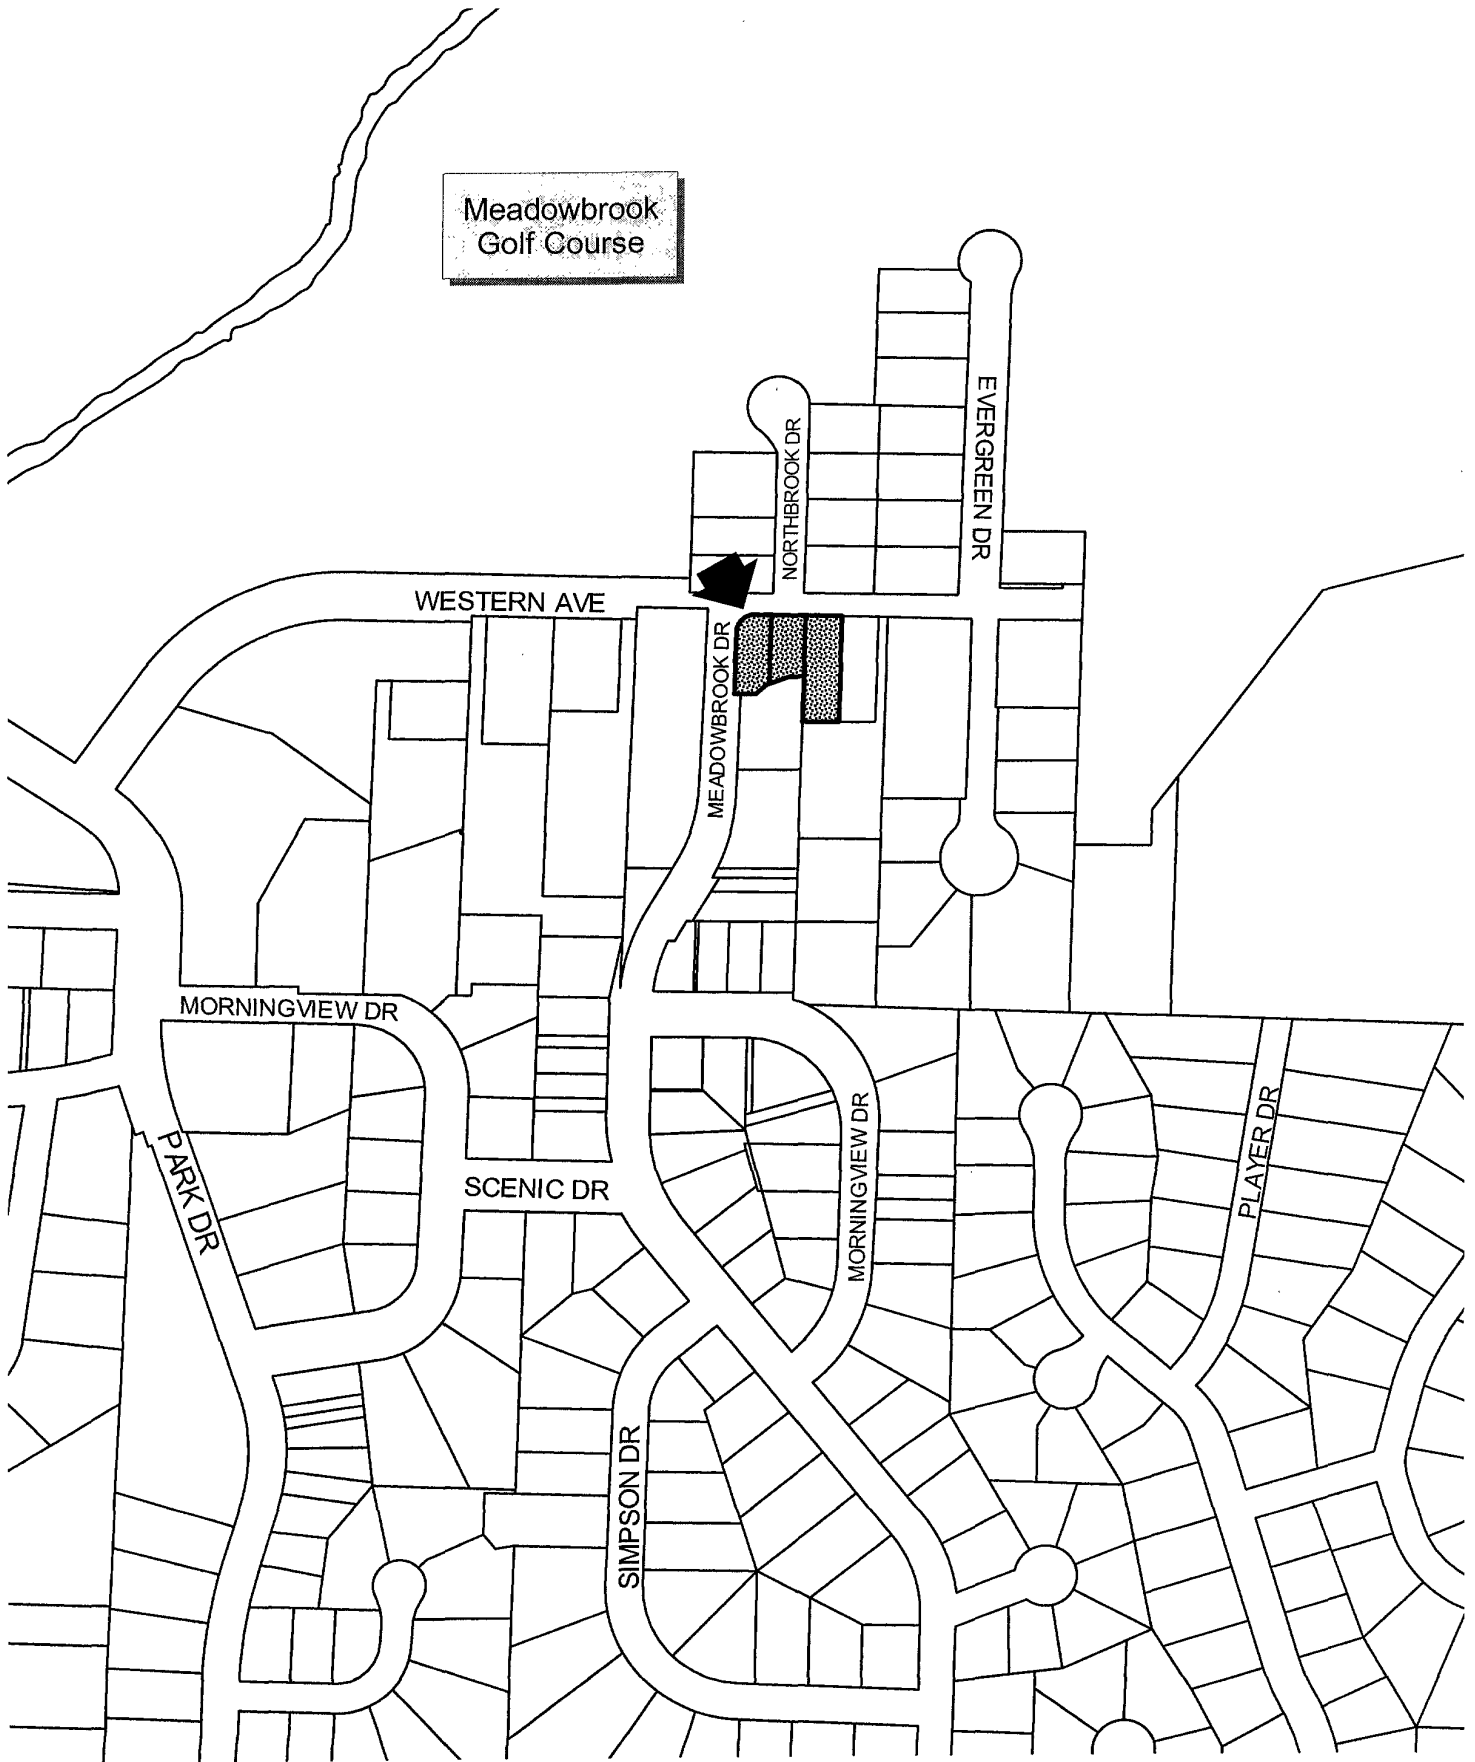 Meadowbrook
Golf Course
EVERGREEN DR
NORTHBROOK DR
WESTERN AVE
MEADOWBROOK DR
MORNINGVIEW DR
MORNINGVIEW DR
PLAYER DR
PARK DR
SCENIC DR
SIMPSON DR